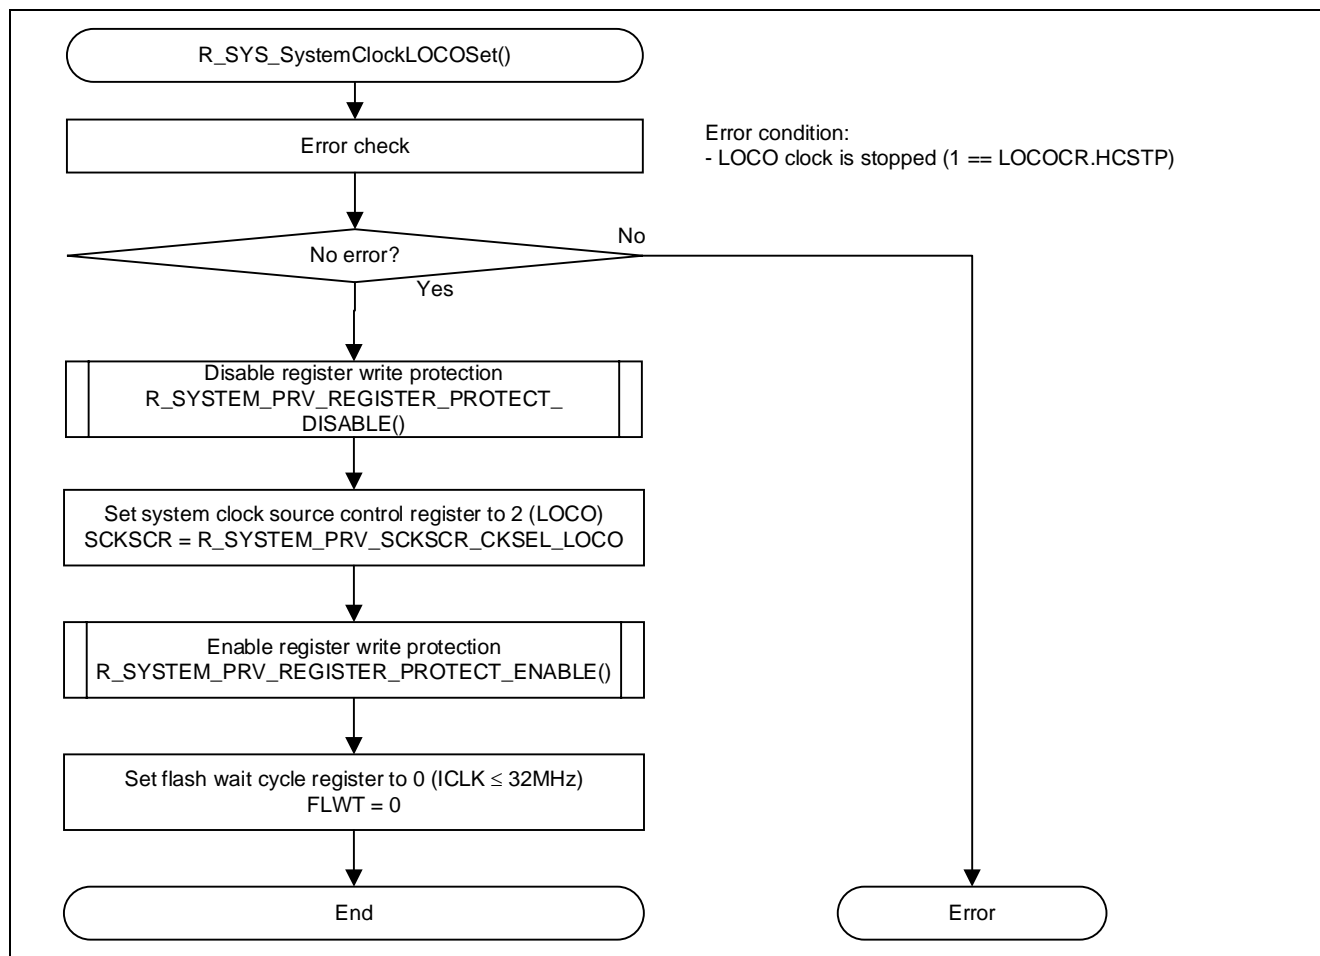 R_SYS_SystemClockLOCOSet()
Error check
Error condition:
- LOCO clock is stopped (1 == LOCOCR.HCSTP)
No error?
No
Yes
Disable register write protection
R_SYSTEM_PRV_REGISTER_PROTECT_
DISABLE()
Set system clock source control register to 2 (LOCO)
SCKSCR = R_SYSTEM_PRV_SCKSCR_CKSEL_LOCO
Enable register write protection
R_SYSTEM_PRV_REGISTER_PROTECT_ENABLE()
Set flash wait cycle register to 0 (ICLK ≤ 32MHz)
FLWT = 0
End
Error